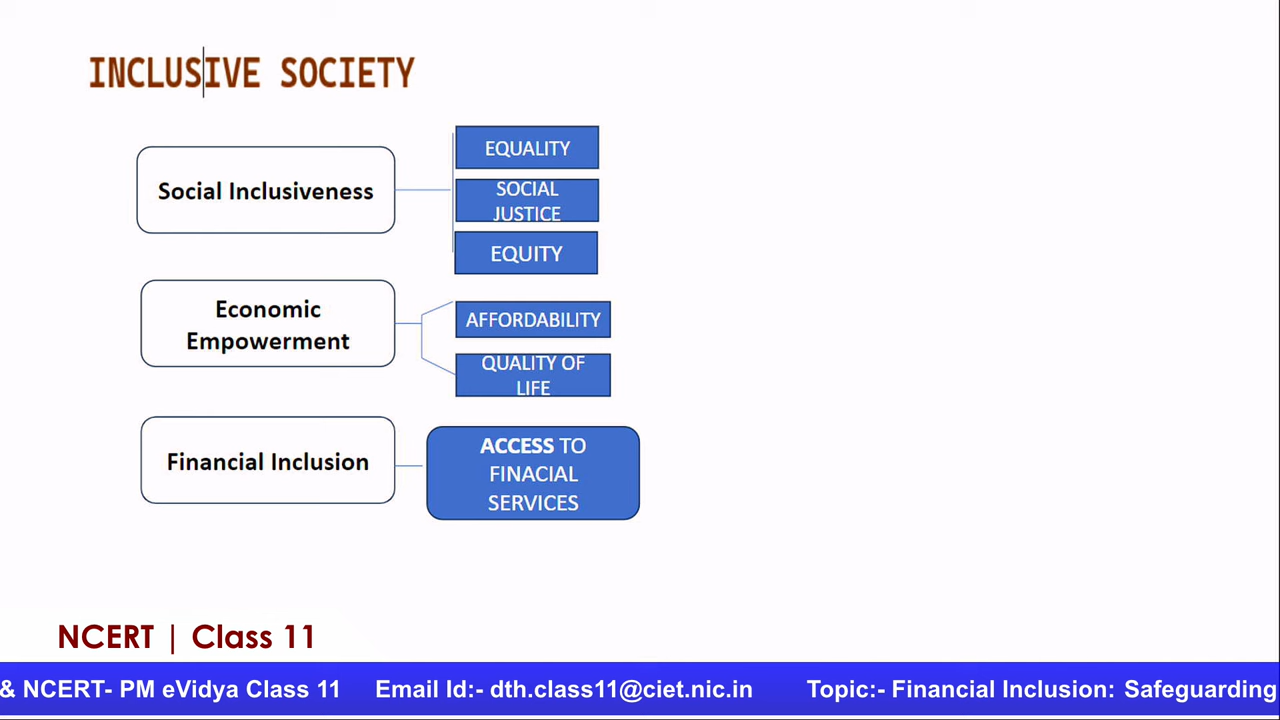 INCLUSIVE SOCIETY
Social Inclusiveness
EQUALITY
SOCIAL
JUSTICE
EQUITY
Economic
Empowerment
AFFORDABILITY
QUALITY OF
LIFE
Financial Inclusion
ACCESS TO
FINACIAL
SERVICES
NCERT | Class 11
& NCERT- PM eVidya Class 11 Email Id:- dth.class11@ciet.nic.in Topic:- Financial Inclusion: Safeguarding